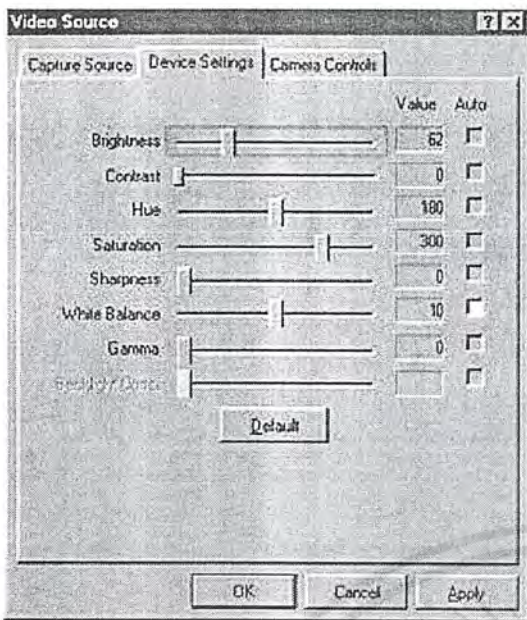 Video Source
Capture Source Device Settings Camera Controls
Value Auto
Brightness 62
Contrast 0
Hue 180
Saturation 300
Sharpness 0
White Balance 10
Gamma 0
Backlight
Default
OK Cancel Apply